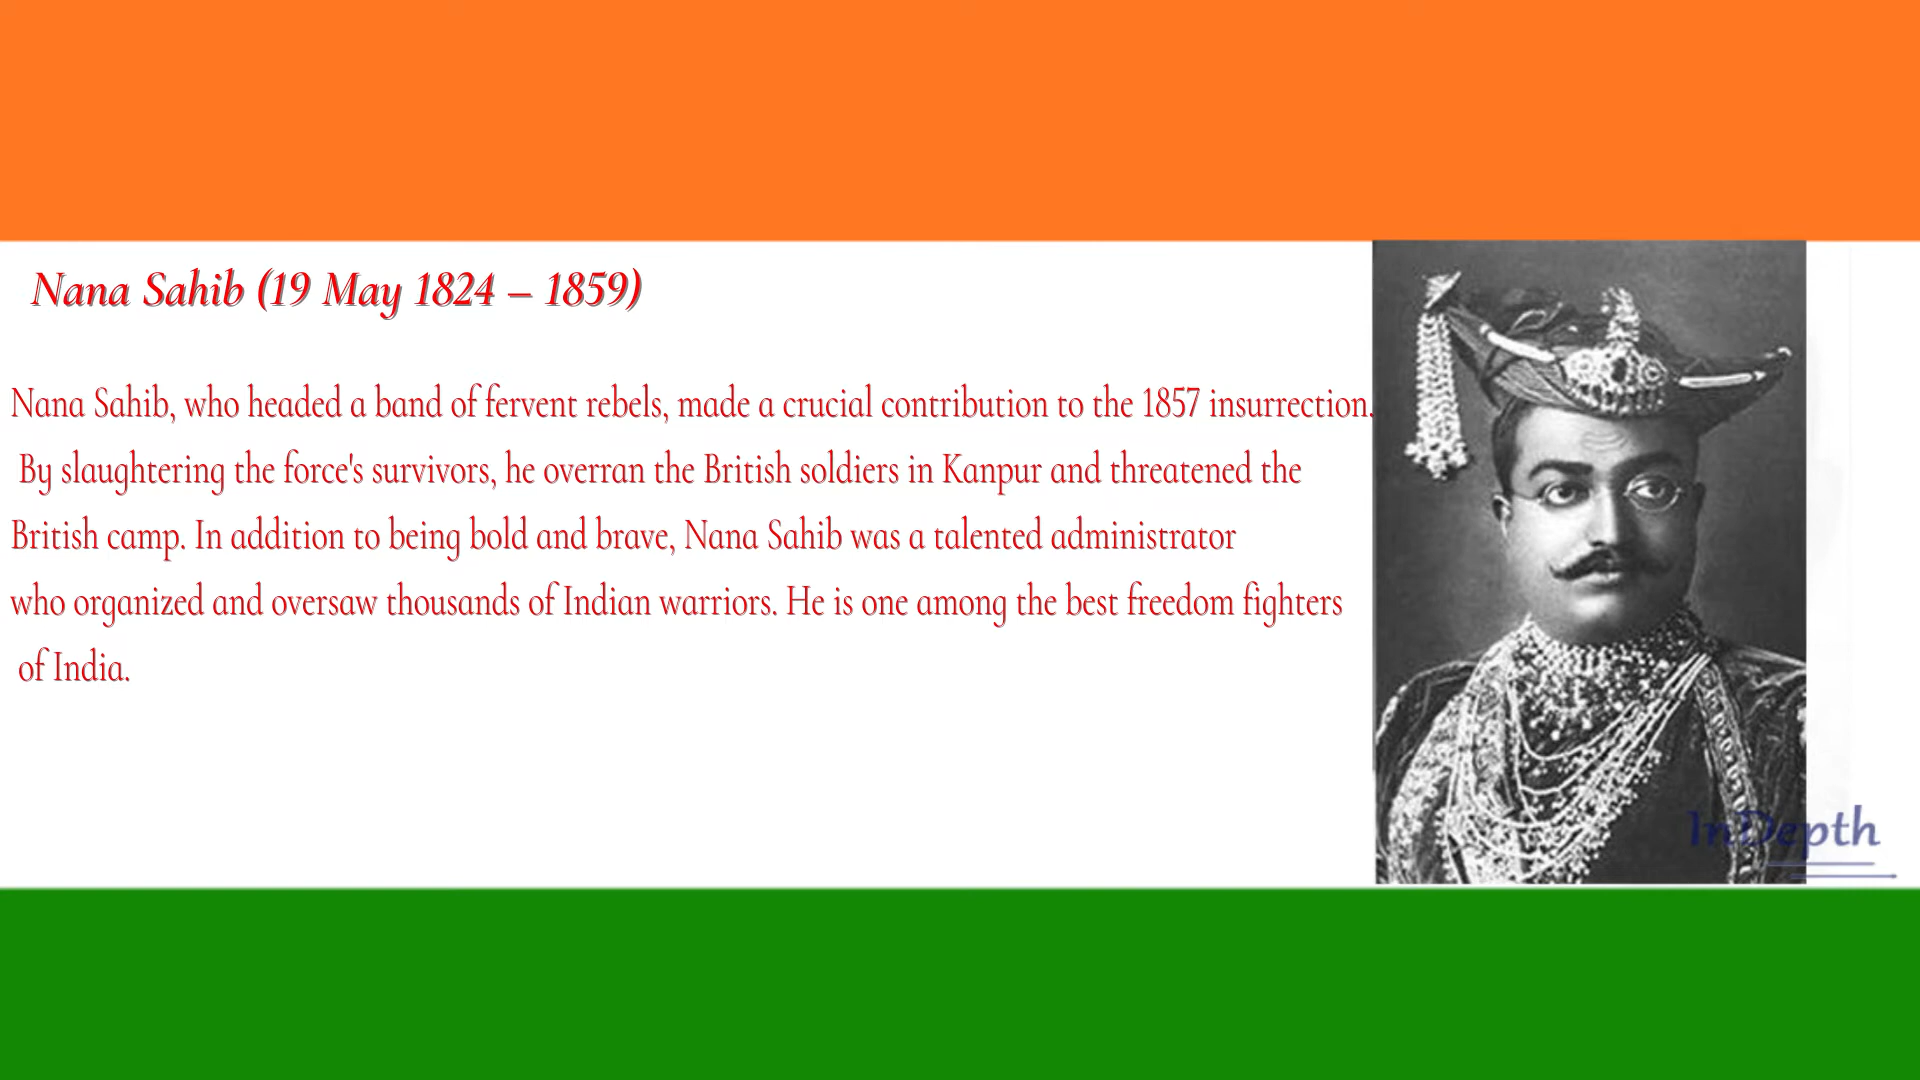 Nana Sahib (19 May 1824 – 1859)
Nana Sahib, who headed a band of fervent rebels, made a crucial contribution to the 1857 insurrection.
By slaughtering the force's survivors, he overran the British soldiers in Kanpur and threatened the
British camp. In addition to being bold and brave, Nana Sahib was a talented administrator
who organized and oversaw thousands of Indian warriors. He is one among the best freedom fighters
of India.
InDepth